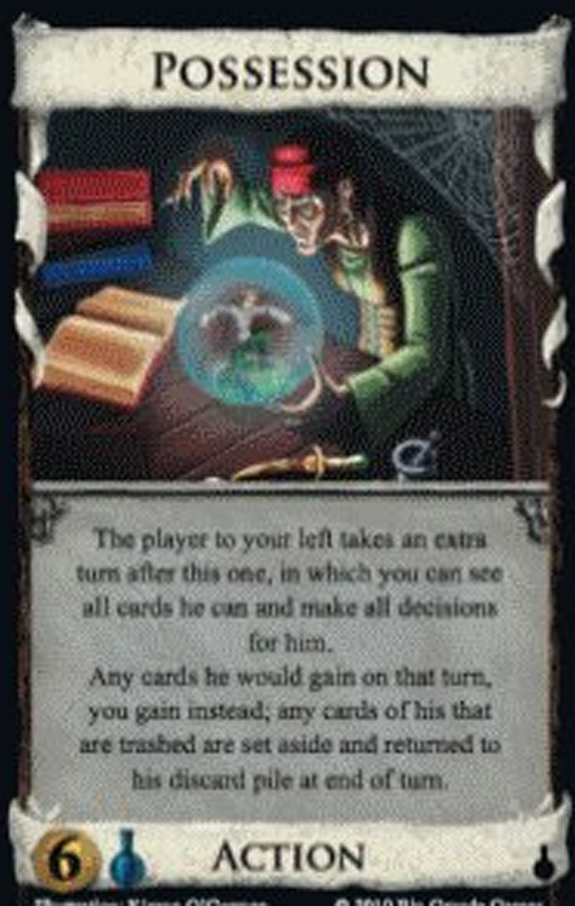 POSSESSION
The player to your left takes an extra
turn after this one, in which you can see
all cards he can and make all decisions
for him.
Any cards he would gain on that turn,
you gain instead; any cards of his that
are trashed are set aside and returned to
his discard pile at end of turn.
6 ACTION